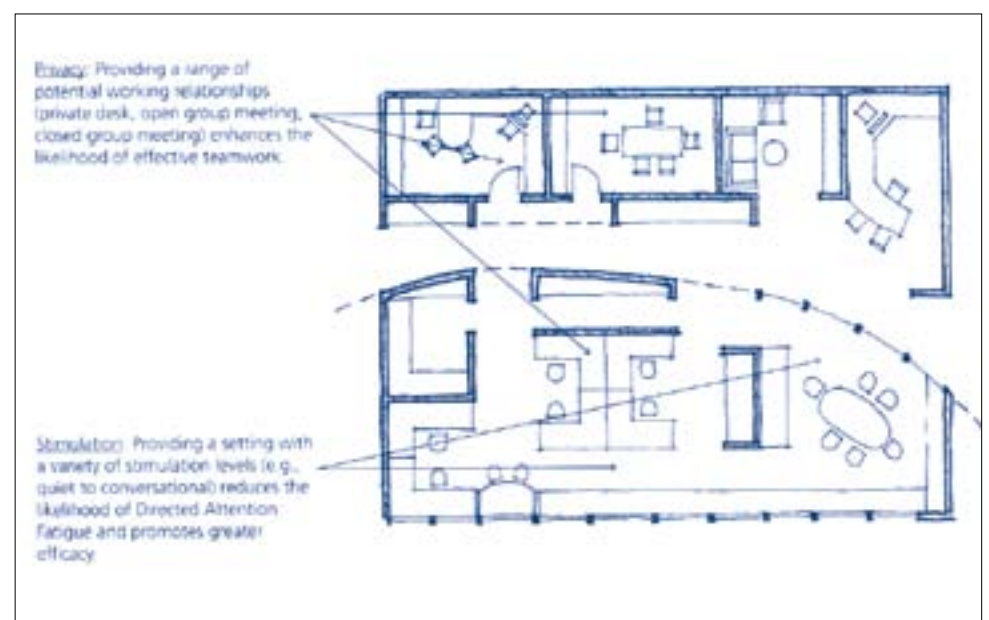 Privacy: Providing a range of
potential working relationships
(private desk, open group meeting,
closed group meeting) enhances the
likelihood of effective teamwork.
Stimulation: Providing a setting with
a variety of stimulation levels (e.g.,
quiet to conversational) reduces the
likelihood of Directed Attention
Fatigue and promotes greater
efficacy.